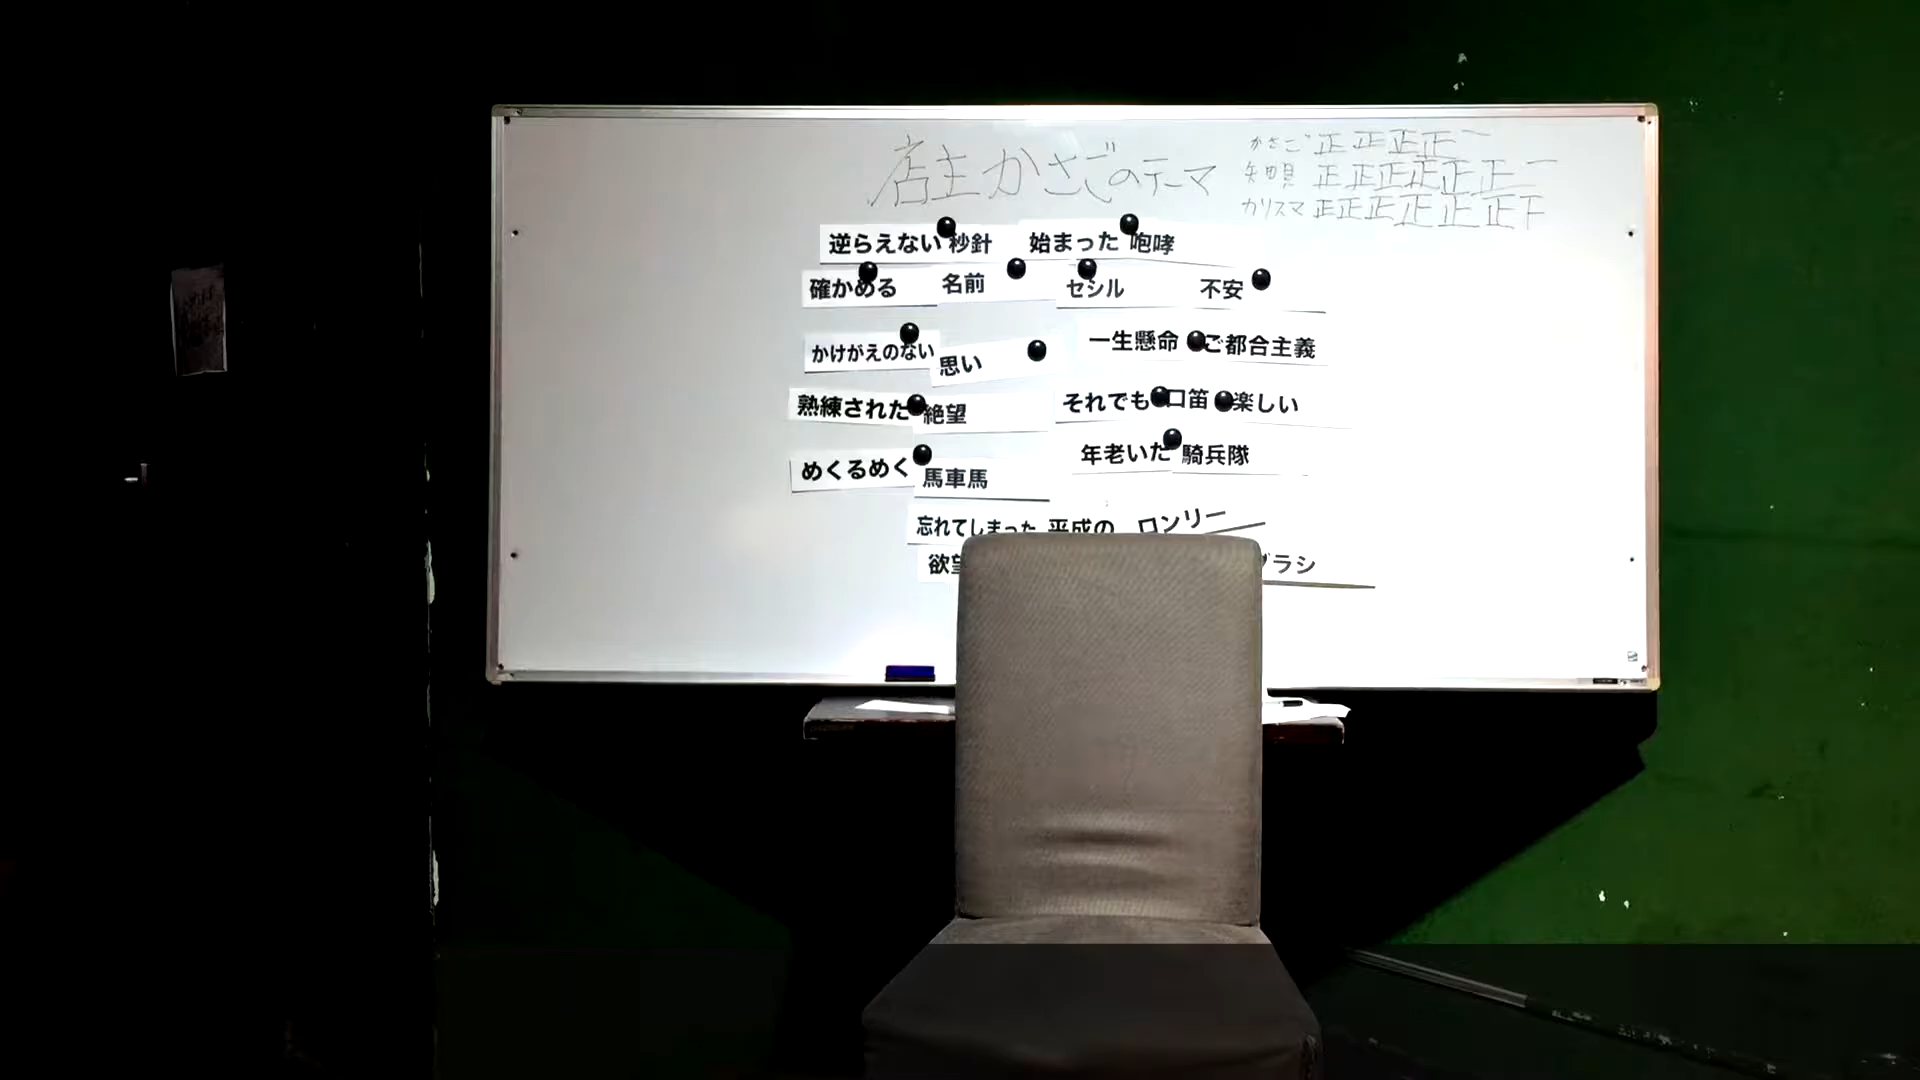 店主かさごのテーマ
かさご 正正正正一
矢田貝 正正正正正正一
カリスマ 正正正正正正下
逆らえない 秒針 始まった 咆哮
確かめる 名前 セシル 不安
かけがえのない 思い 一生懸命 ご都合主義
熟練された 絶望 それでも 口笛 楽しい
めくるめく 馬車馬 年老いた 騎兵隊
忘れてしまった 平成の ロンリー
欲望 ブラシ